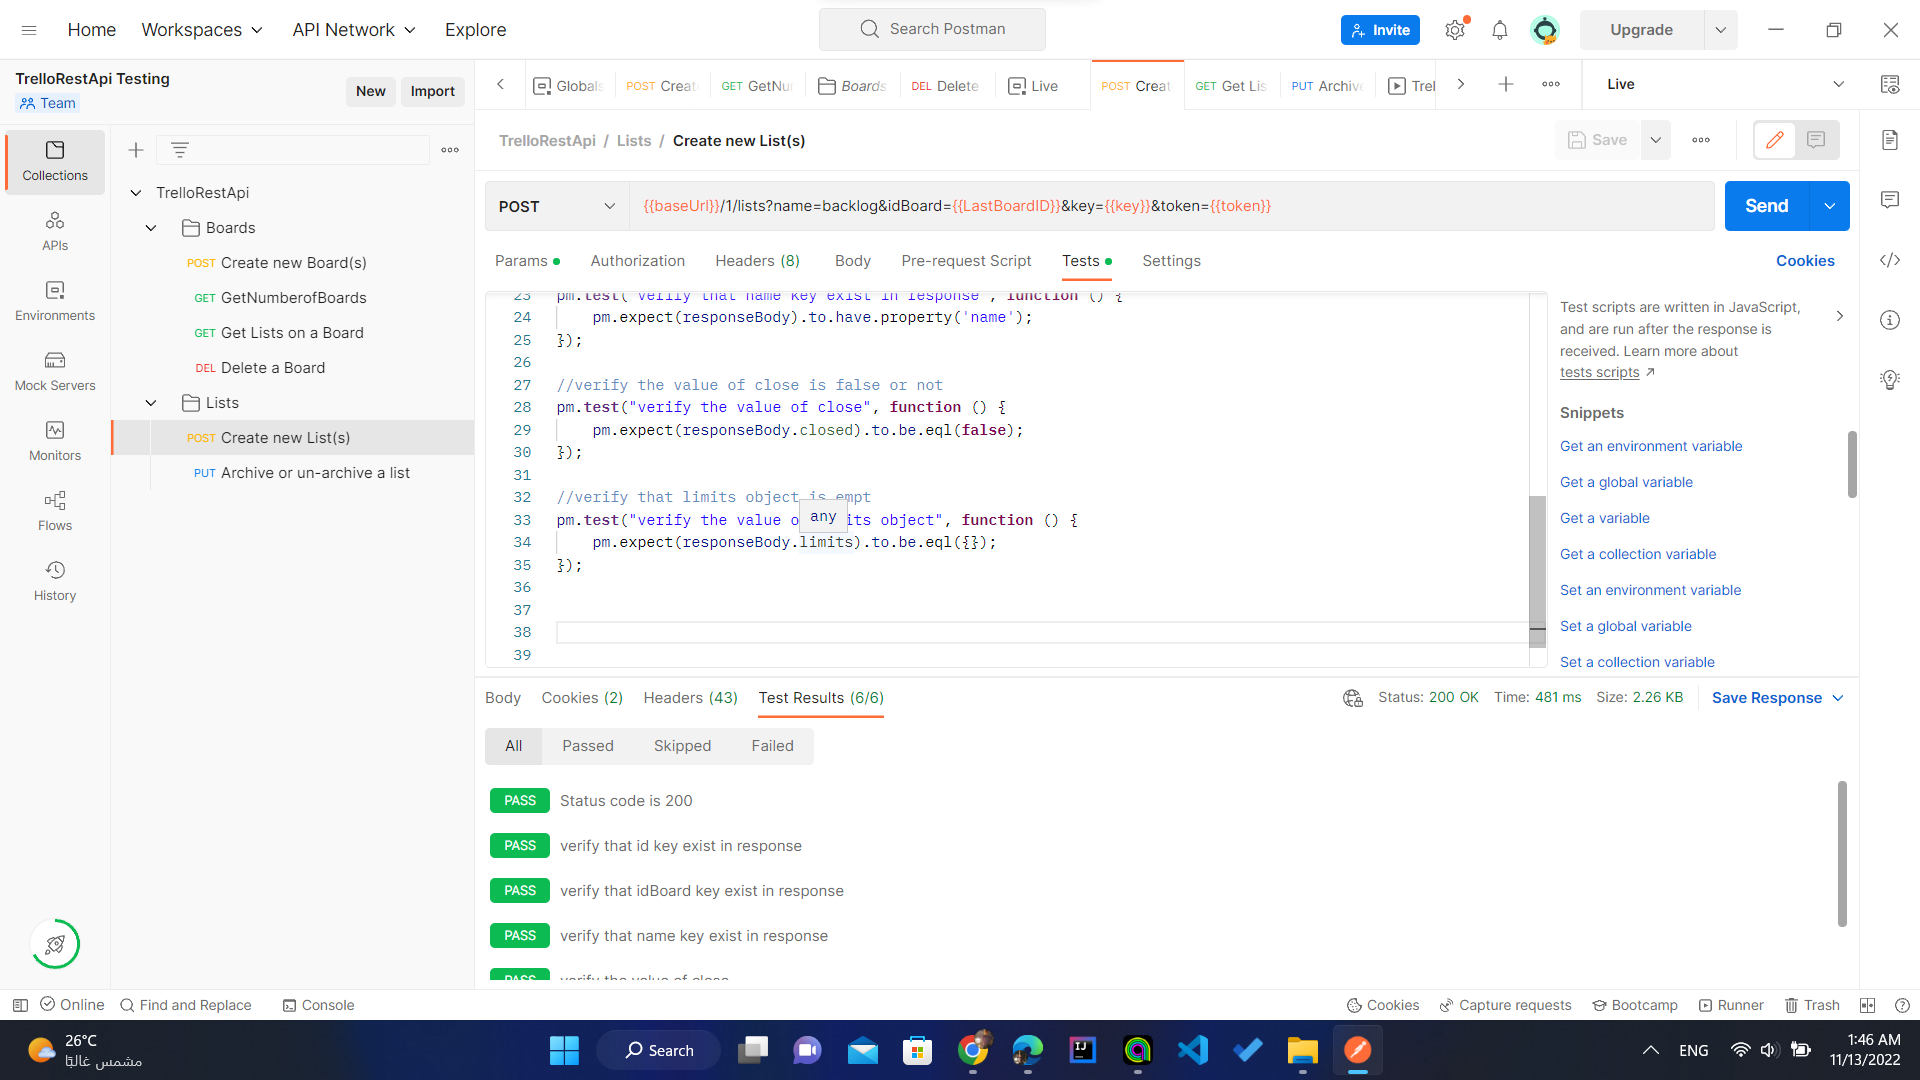 Home
Workspaces
API Network
Explore
Search Postman
Invite
Upgrade
TrelloRestApi Testing
Team
New
Import
Globals
POST Creat
GET GetNu
Boards
DEL Delete
Live
POST Creat
GET Get Lis
PUT Archive
Trel
Live
Collections
APIs
Environments
Mock Servers
Monitors
Flows
History
TrelloRestApi
Boards
POST Create new Board(s)
GET GetNumberofBoards
GET Get Lists on a Board
DEL Delete a Board
Lists
POST Create new List(s)
PUT Archive or un-archive a list
TrelloRestApi / Lists / Create new List(s)
Save
POST
{{baseUrl}}/1/lists?name=backlog&idBoard={{LastBoardID}}&key={{key}}&token={{token}}
Send
Params
Authorization
Headers (8)
Body
Pre-request Script
Tests
Settings
Cookies
23 pm.test("verify that name key exist in response", function () {
24 pm.expect(responseBody).to.have.property('name');
25 });
26
27 //verify the value of close is false or not
28 pm.test("verify the value of close", function () {
29 pm.expect(responseBody.closed).to.be.eql(false);
30 });
31
32 //verify that limits object is empt
33 pm.test("verify the value o its object", function () {
any
34 pm.expect(responseBody.limits).to.be.eql({});
35 });
36
37
38
39
Test scripts are written in JavaScript,
and are run after the response is
received. Learn more about
tests scripts
Snippets
Get an environment variable
Get a global variable
Get a variable
Get a collection variable
Set an environment variable
Set a global variable
Set a collection variable
Body
Cookies (2)
Headers (43)
Test Results (6/6)
Status: 200 OK
Time: 481 ms
Size: 2.26 KB
Save Response
All
Passed
Skipped
Failed
PASS Status code is 200
PASS verify that id key exist in response
PASS verify that idBoard key exist in response
PASS verify that name key exist in response
PASS verify the value of close
Online
Find and Replace
Console
Cookies
Capture requests
Bootcamp
Runner
Trash
26°C
مشمس غالبًا
Search
ENG
1:46 AM
11/13/2022